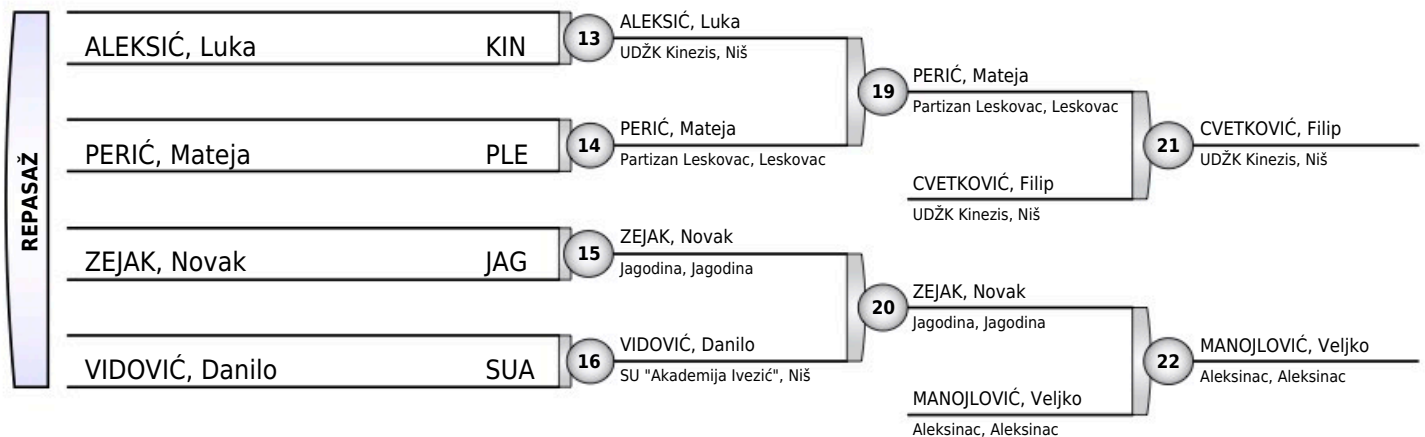 REPASAŽ
ALEKSIĆ, Luka KIN
13
ALEKSIĆ, Luka
UDŽK Kinezis, Niš
PERIĆ, Mateja PLE
14
PERIĆ, Mateja
Partizan Leskovac, Leskovac
19
PERIĆ, Mateja
Partizan Leskovac, Leskovac
CVETKOVIĆ, Filip
UDŽK Kinezis, Niš
21
CVETKOVIĆ, Filip
UDŽK Kinezis, Niš
ZEJAK, Novak JAG
15
ZEJAK, Novak
Jagodina, Jagodina
VIDOVIĆ, Danilo SUA
16
VIDOVIĆ, Danilo
SU "Akademija Ivezić", Niš
20
ZEJAK, Novak
Jagodina, Jagodina
MANOJLOVIĆ, Veljko
Aleksinac, Aleksinac
22
MANOJLOVIĆ, Veljko
Aleksinac, Aleksinac